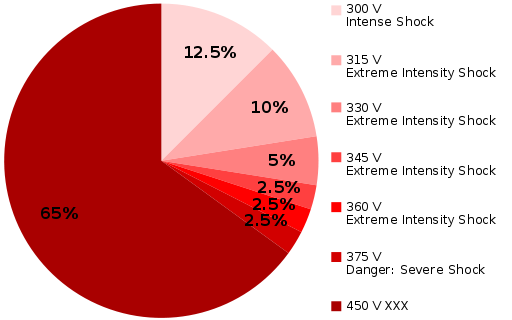 12.5%
10%
5%
2.5%
2.5%
2.5%
65%
300 V
Intense Shock
315 V
Extreme Intensity Shock
330 V
Extreme Intensity Shock
345 V
Extreme Intensity Shock
360 V
Extreme Intensity Shock
375 V
Danger: Severe Shock
450 V XXX